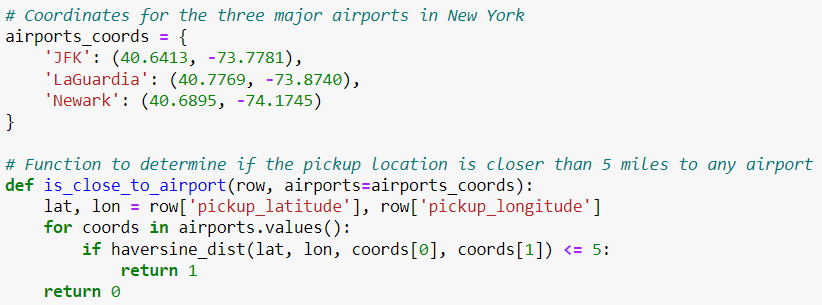 # Coordinates for the three major airports in New York
airports_coords = {
    'JFK': (40.6413, -73.7781),
    'LaGuardia': (40.7769, -73.8740),
    'Newark': (40.6895, -74.1745)
}

# Function to determine if the pickup location is closer than 5 miles to any airport
def is_close_to_airport(row, airports=airports_coords):
    lat, lon = row['pickup_latitude'], row['pickup_longitude']
    for coords in airports.values():
        if haversine_dist(lat, lon, coords[0], coords[1]) <= 5:
            return 1
    return 0